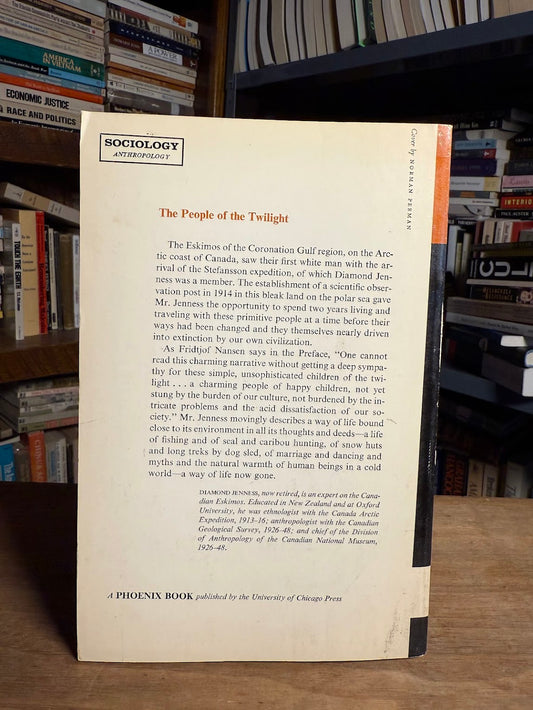 AMERICA
IN VIETNAM
ECONOMIC JUSTICE
RACE AND POLITICS
A POWER
TOUCH THE EARTH
INTERIO
PAUL AUSTER
SOCIOLOGY
ANTHROPOLOGY
Cover by NORMAN PERMAN
The People of the Twilight
The Eskimos of the Coronation Gulf region, on the Arc-
tic coast of Canada, saw their first white man with the ar-
rival of the Stefansson expedition, of which Diamond Jen-
ness was a member. The establishment of a scientific obser-
vation post in 1914 in this bleak land on the polar sea gave
Mr. Jenness the opportunity to spend two years living and
traveling with these primitive people at a time before their
ways had been changed and they themselves nearly driven
into extinction by our own civilization.
As Fridtjof Nansen says in the Preface, “One cannot
read this charming narrative without getting a deep sympa-
thy for these simple, unsophisticated children of the twi-
light . . . a charming people of happy children, not yet
stung by the burden of our culture, not burdened by the in-
tricate problems and the acid dissatisfaction of our so-
ciety.” Mr. Jenness movingly describes a way of life bound
close to its environment in all its thoughts and deeds—a life
of fishing and of seal and caribou hunting, of snow huts
and long treks by dog sled, of marriage and dancing and
myths and the natural warmth of human beings in a cold
world—a way of life now gone.
DIAMOND JENNESS, now retired, is an expert on the Cana-
dian Eskimos. Educated in New Zealand and at Oxford
University, he was ethnologist with the Canada Arctic
Expedition, 1913–16; anthropologist with the Canadian
Geological Survey, 1926–48; and chief of the Division
of Anthropology of the Canadian National Museum,
1926–48.
A PHOENIX BOOK published by the University of Chicago Press